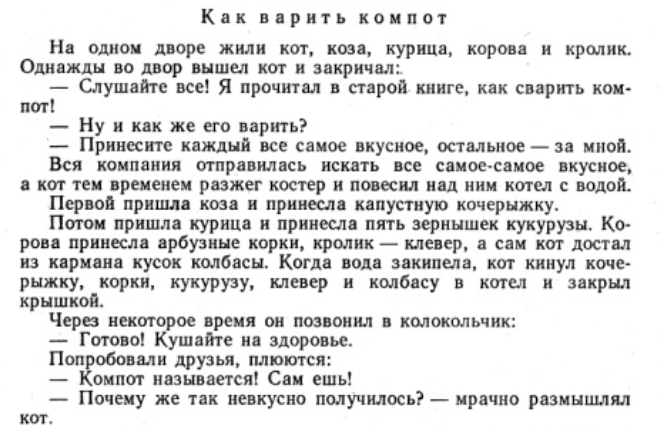 Как варить компот
На одном дворе жили кот, коза, курица, корова и кролик.
Однажды во двор вышел кот и закричал:.
— Слушайте все! Я прочитал в старой книге, как сварить ком-
пот!
— Ну и как же его варить?
— Принесите каждый все самое вкусное, остальное — за мной.
Вся компания отправилась искать все самое-самое вкусное,
а кот тем временем разжег костер и повесил над ним котел с водой.
Первой пришла коза и принесла капустную кочерыжку.
Потом пришла курица и принесла пять зернышек кукурузы. Ко-
рова принесла арбузные корки, кролик — клевер, а сам кот достал
из кармана кусок колбасы. Когда вода закипела, кот кинул коче-
рыжку, корки, кукурузу, клевер и колбасу в котел и закрыл
крышкой.
Через некоторое время он позвонил в колокольчик:
— Готово! Кушайте на здоровье.
Попробовали друзья, плюются:
— Компот называется! Сам ешь!
— Почему же так невкусно получилось? — мрачно размышлял
кот.